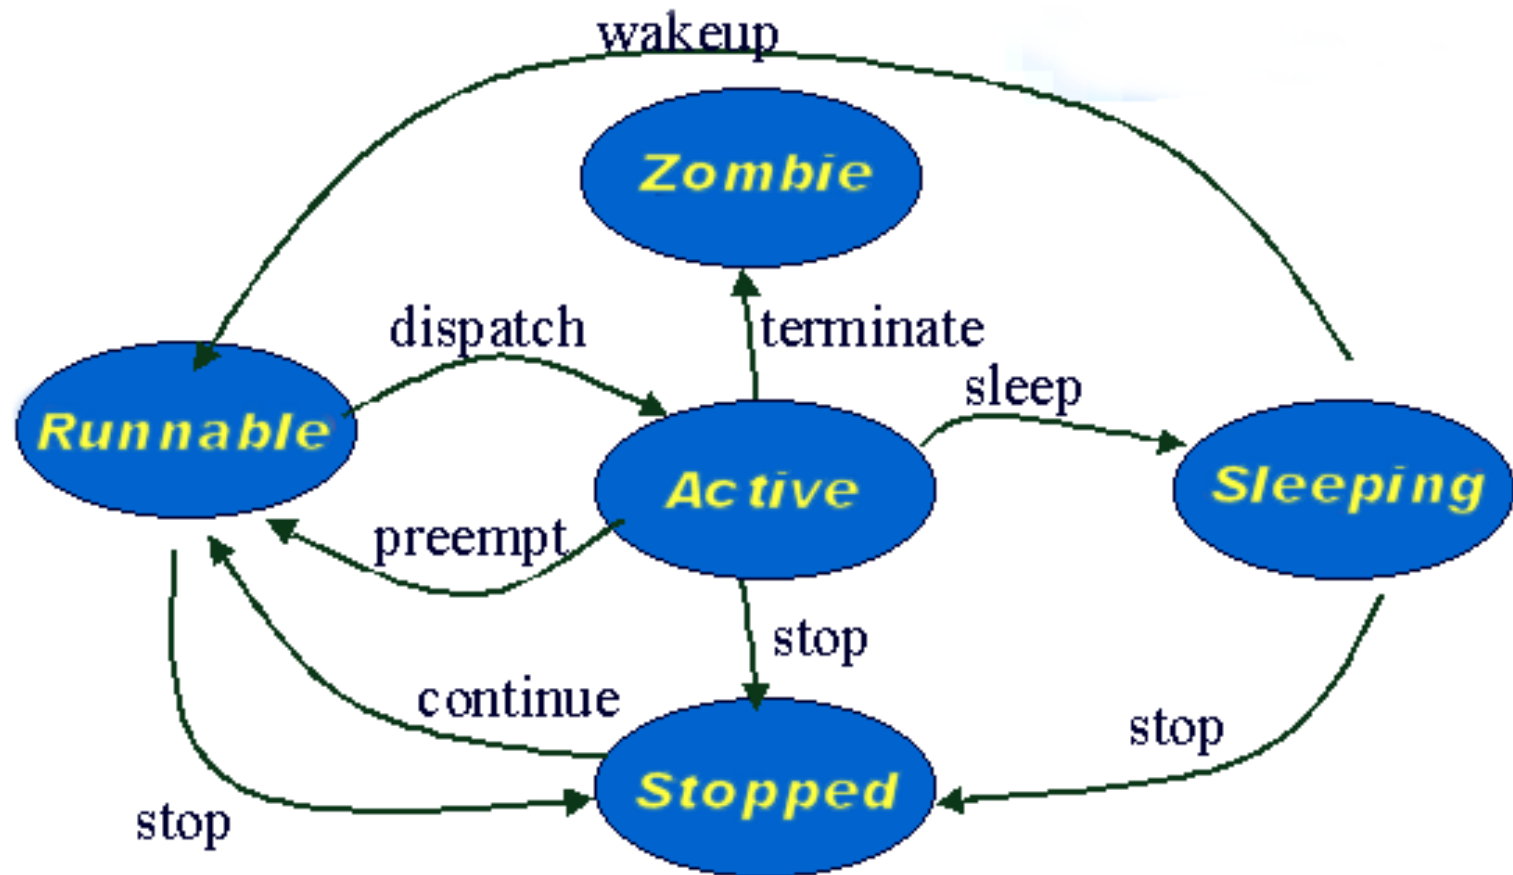 wakeup
Zombie
dispatch
terminate
sleep
Runnable
Active
Sleeping
preempt
stop
continue
stop
Stopped
stop